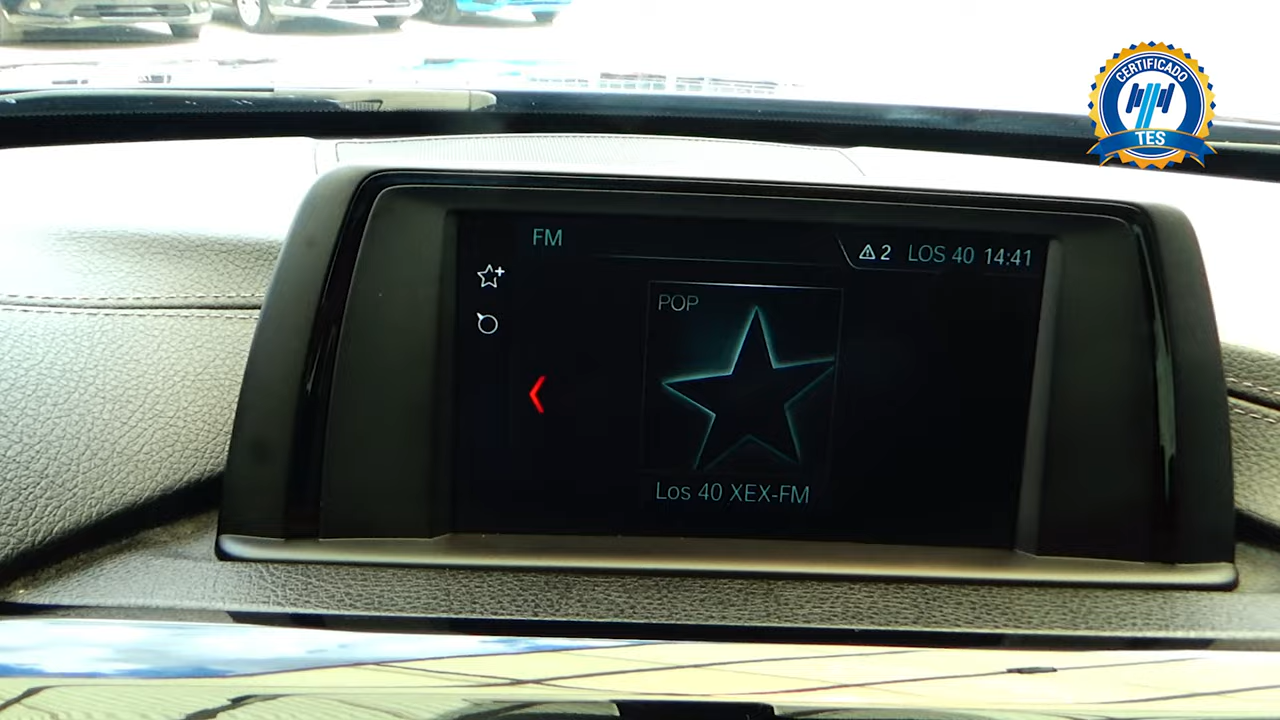 CERTIFICADO
TES
FM
2 LOS 40 14:41
POP
Los 40 XEX-FM